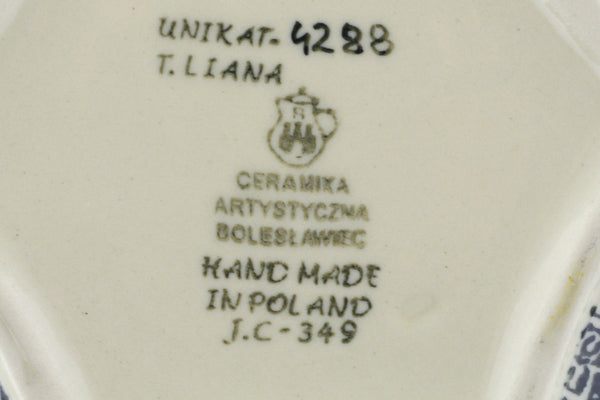 UNIKAT-4288
T. LIANA
S
CERAMIKA
ARTYSTYCZNA
BOLESŁAWIEC
HAND MADE
IN POLAND
J.C-349